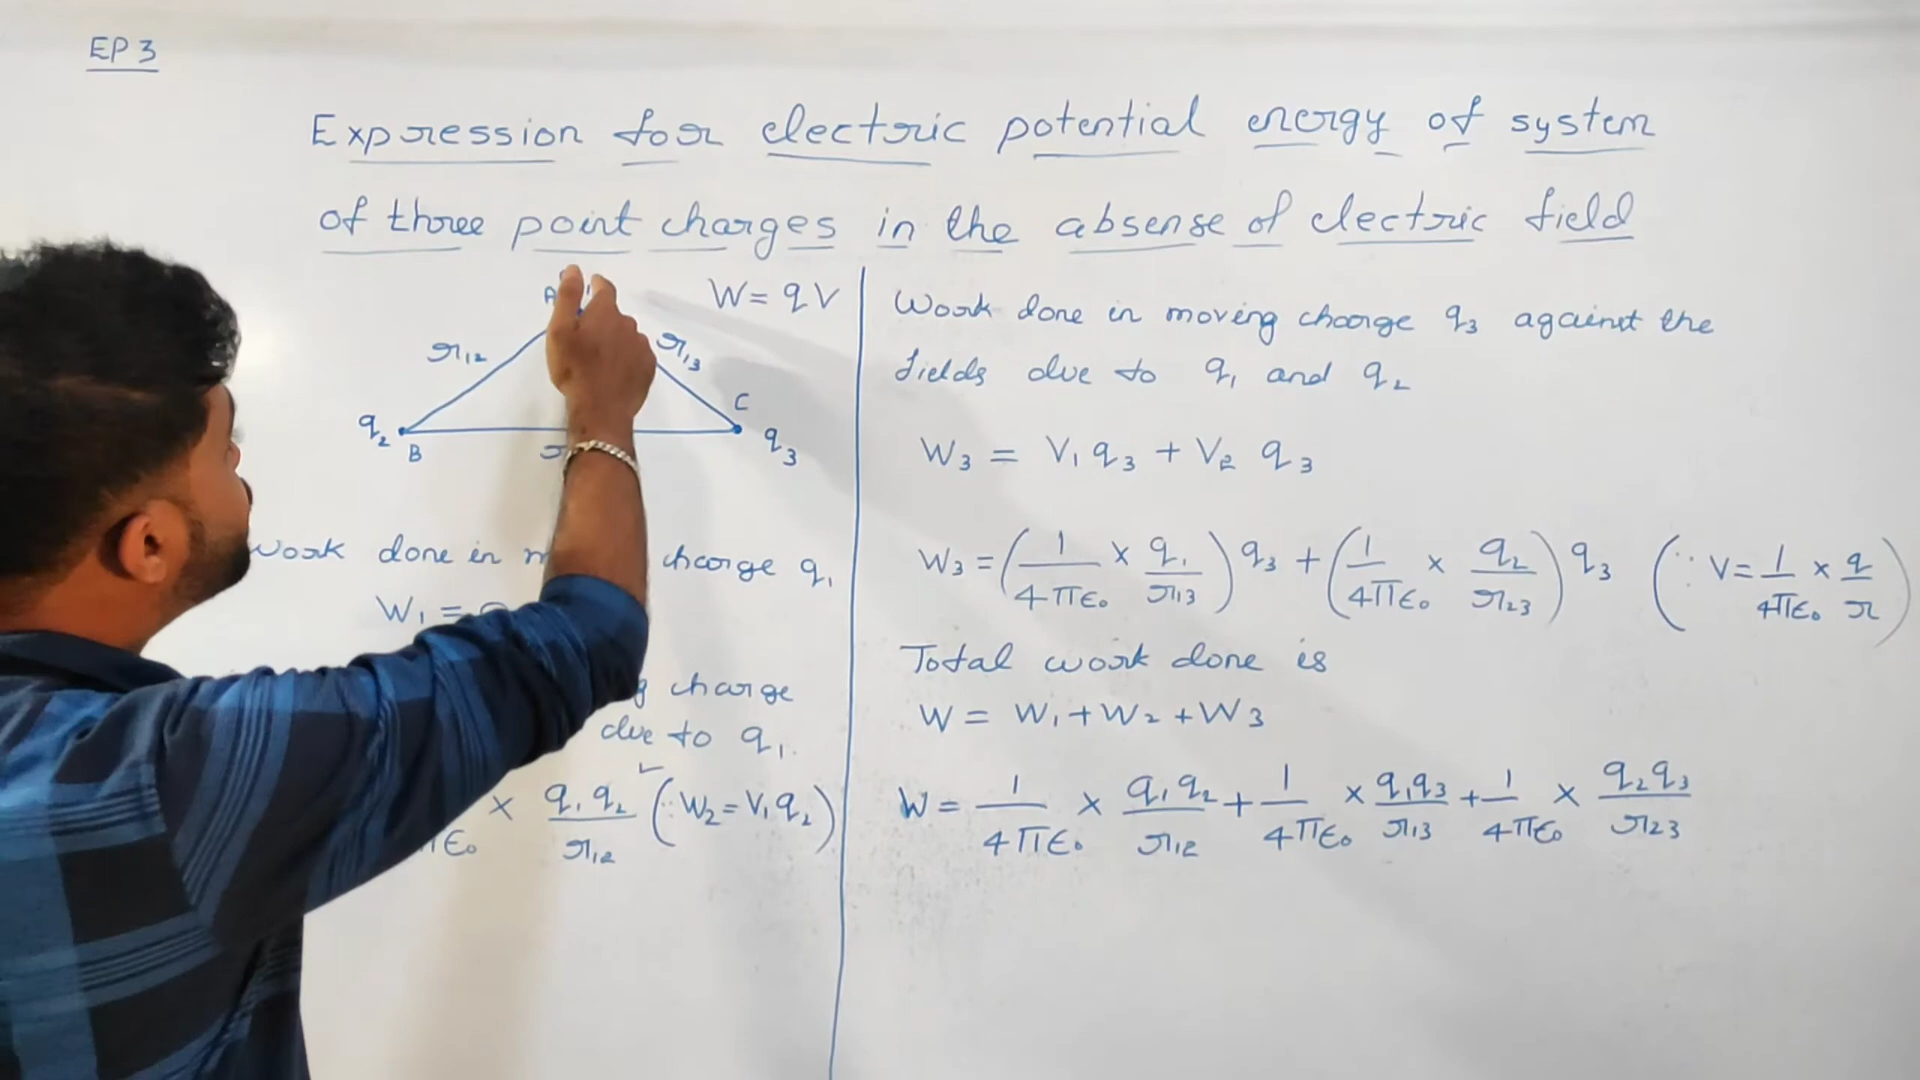 EP 3
Expression for electric potential energy of system
of three point charges in the absense of electric field
A
W = qV
r₁₂
r₁₃
C
q₂
B
q₃
Work done in charge q₁
W₁ =
charge
due to q₁.
× q₁q₂/r₁₂ (∵ W₂ = V₁q₂)
Work done in moving charge q₃ against the
fields due to q₁ and q₂
W₃ = V₁q₃ + V₂ q₃
W₃ = (1/4πε₀ × q₁/r₁₃) q₃ + (1/4πε₀ × q₂/r₂₃) q₃ (∵ V = 1/4πε₀ × q/r)
Total work done is
W = W₁ + W₂ + W₃
W = 1/4πε₀ × q₁q₂/r₁₂ + 1/4πε₀ × q₁q₃/r₁₃ + 1/4πε₀ × q₂q₃/r₂₃